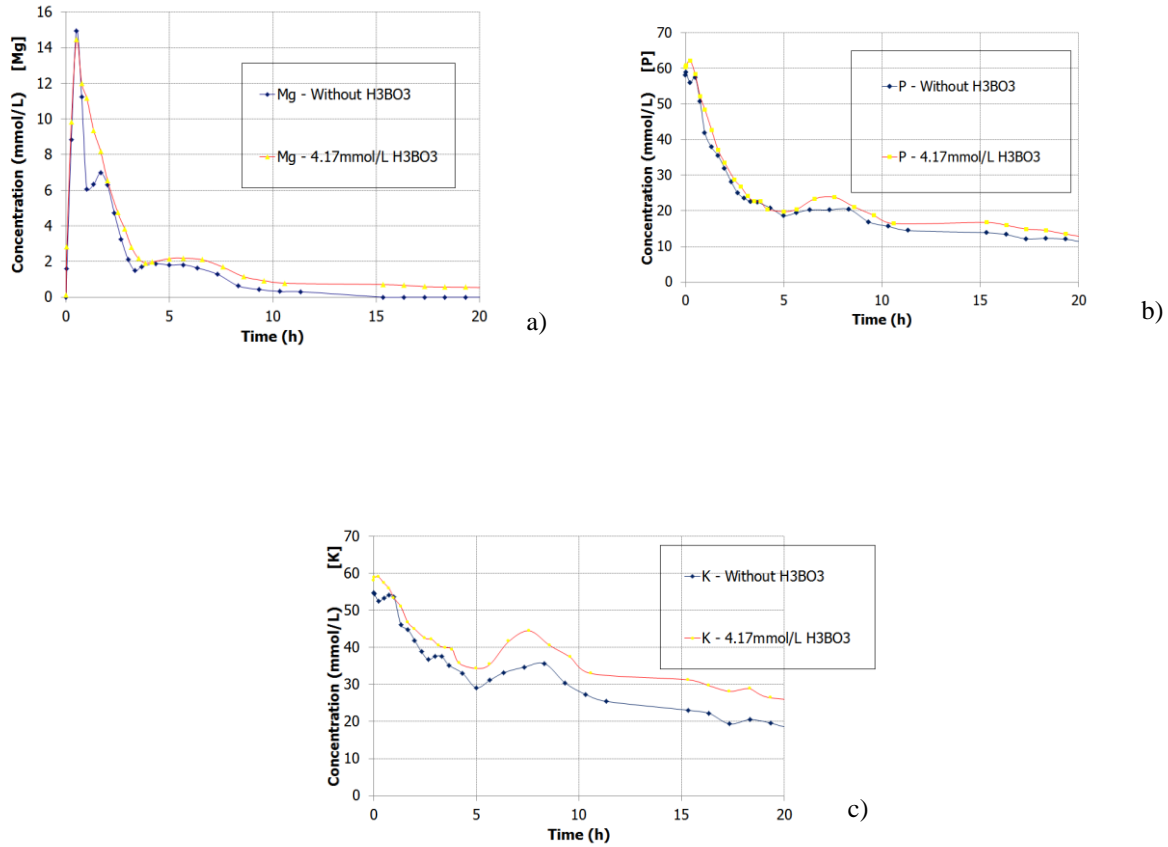 Concentration (mmol/L) [Mg]
16
14
12
10
8
6
4
2
0
Mg - Without H3BO3
Mg - 4.17mmol/L H3BO3
0 5 10 15 20
Time (h)
a)
Concentration (mmol/L) [P]
70
60
50
40
30
20
10
0
P - Without H3BO3
P - 4.17mmol/L H3BO3
0 5 10 15 20
Time (h)
b)
Concentration (mmol/L) [K]
70
60
50
40
30
20
10
0
K - Without H3BO3
K - 4.17mmol/L H3BO3
0 5 10 15 20
Time (h)
c)